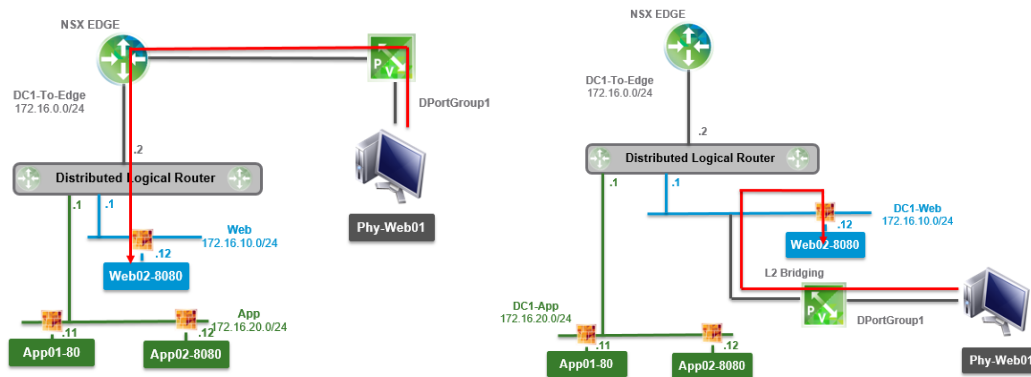 NSX EDGE
DC1-To-Edge
172.16.0.0/24
P
V
DPortGroup1
.2
Distributed Logical Router
.1
.1
Phy-Web01
Web
172.16.10.0/24
.12
Web02-8080
App
172.16.20.0/24
.11
.12
App01-80
App02-8080
NSX EDGE
DC1-To-Edge
172.16.0.0/24
.2
Distributed Logical Router
.1
.1
DC1-Web
172.16.10.0/24
.12
Web02-8080
L2 Bridging
P
V
DPortGroup1
DC1-App
172.16.20.0/24
.11
.12
App01-80
App02-8080
Phy-Web01